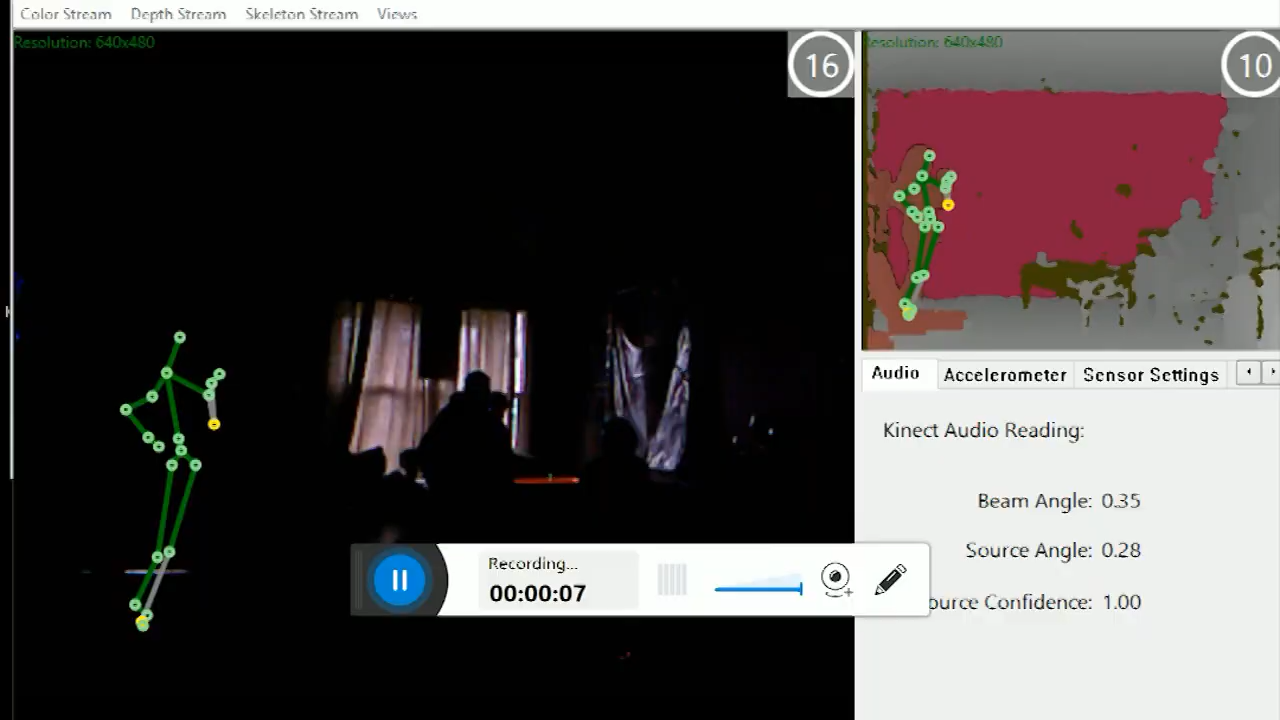 Color Stream Depth Stream Skeleton Stream Views
Resolution: 640x480
16
Resolution: 640x480
10
Audio Accelerometer Sensor Settings
Kinect Audio Reading:
Beam Angle: 0.35
Source Angle: 0.28
ource Confidence: 1.00
Recording...
00:00:07